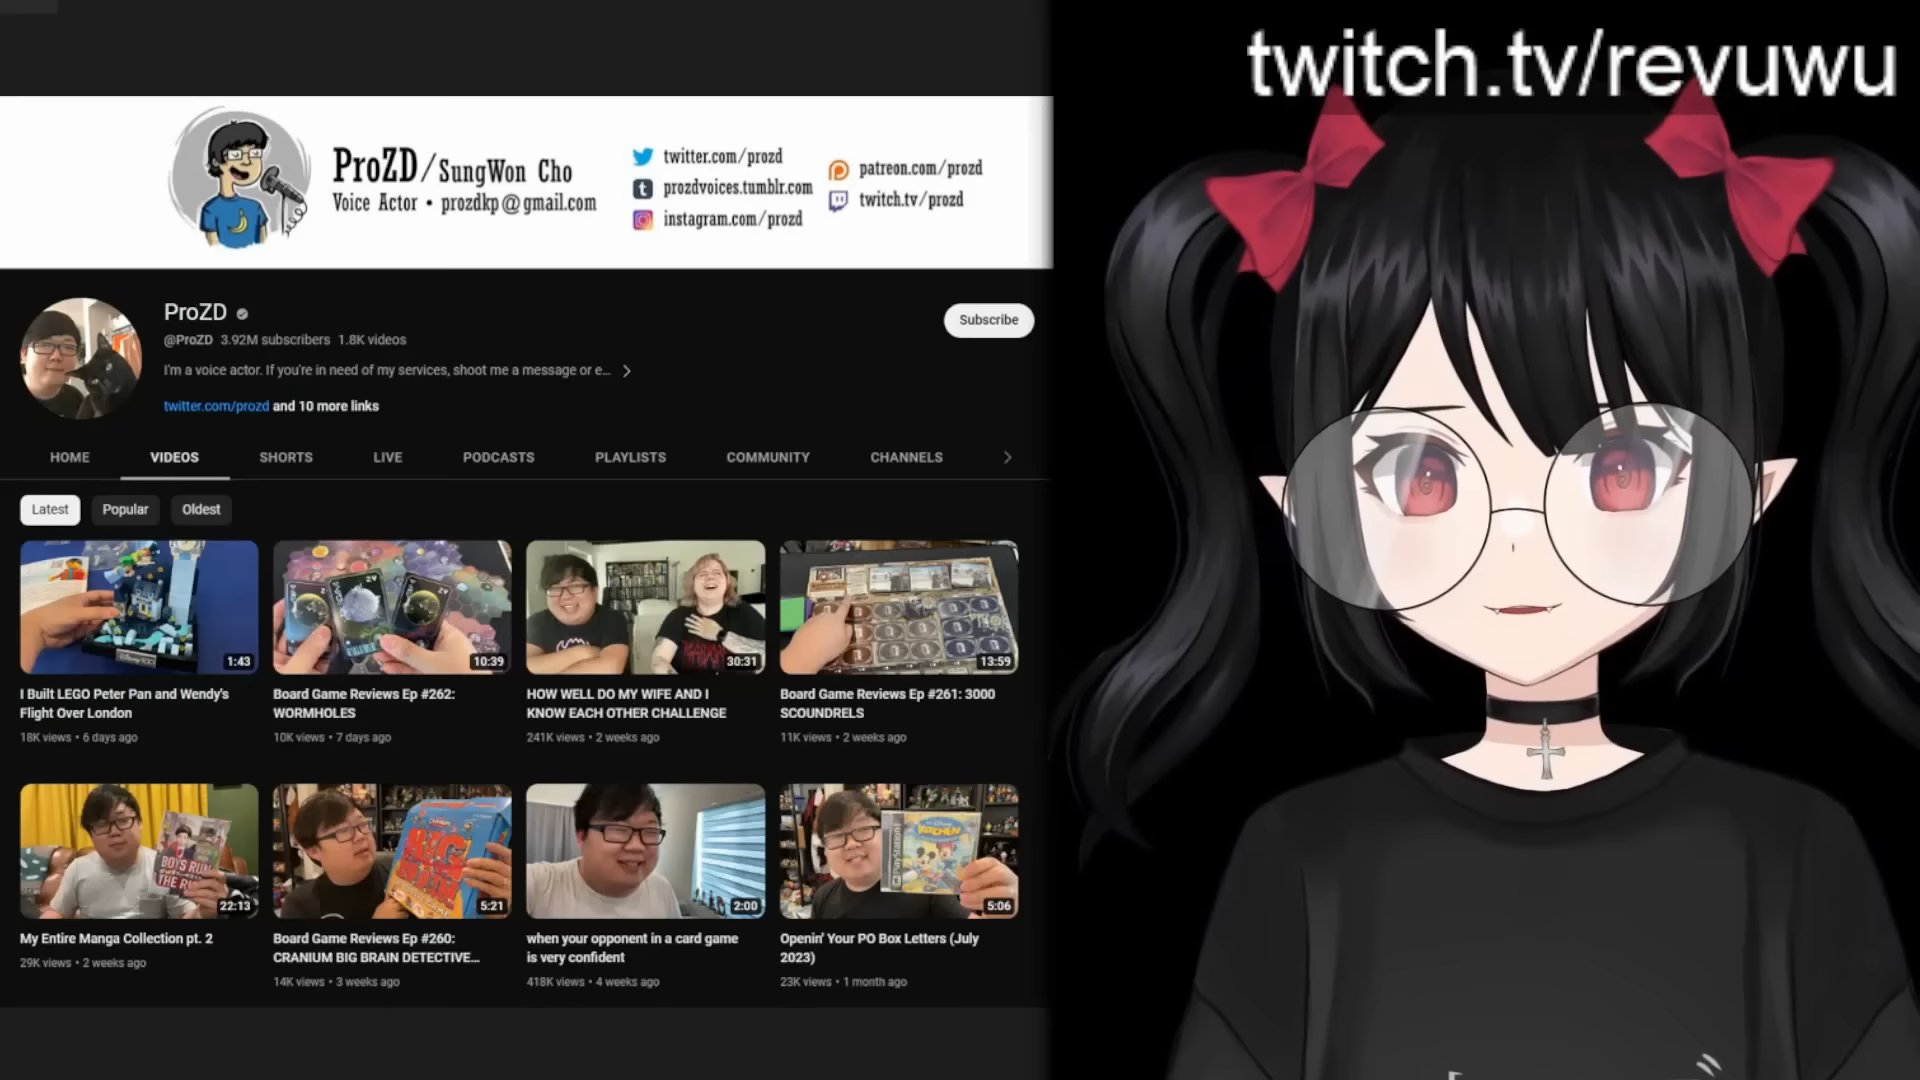 twitch.tv/revuwu
ProZD/SungWon Cho
Voice Actor • prozdkp@gmail.com
twitter.com/prozd
prozdvoices.tumblr.com
instagram.com/prozd
patreon.com/prozd
twitch.tv/prozd
ProZD
@ProZD 3.92M subscribers 1.8K videos
I'm a voice actor. If you're in need of my services, shoot me a message or e...
twitter.com/prozd and 10 more links
Subscribe
HOME VIDEOS SHORTS LIVE PODCASTS PLAYLISTS COMMUNITY CHANNELS
Latest Popular Oldest
1:43
10:39
30:31
13:59
I Built LEGO Peter Pan and Wendy's
Flight Over London
18K views • 6 days ago
Board Game Reviews Ep #262:
WORMHOLES
10K views • 7 days ago
HOW WELL DO MY WIFE AND I
KNOW EACH OTHER CHALLENGE
241K views • 2 weeks ago
Board Game Reviews Ep #261: 3000
SCOUNDRELS
11K views • 2 weeks ago
BOYS RUN
THE RI
22:13
BIG
BRAIN
5:21
2:00
PlayStation
KITCHEN
5:06
My Entire Manga Collection pt. 2
29K views • 2 weeks ago
Board Game Reviews Ep #260:
CRANIUM BIG BRAIN DETECTIVE...
14K views • 3 weeks ago
when your opponent in a card game
is very confident
418K views • 4 weeks ago
Openin' Your PO Box Letters (July
2023)
23K views • 1 month ago